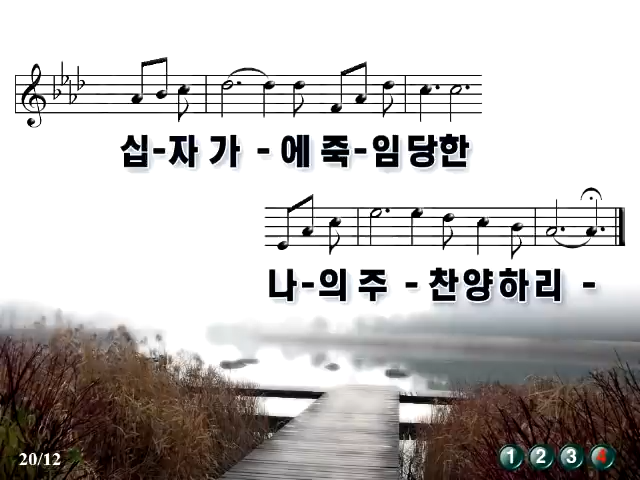 십-자 가 - 에 죽-임당한
나-의 주 - 찬양하리 -
20/12
1 2 3 4